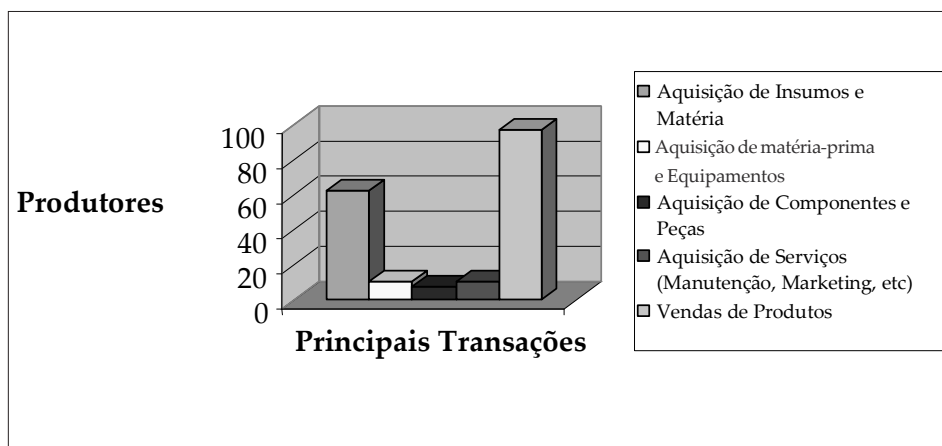 Produtores
100
80
60
40
20
0
Principais Transações
Aquisição de Insumos e
Matéria
Aquisição de matéria-prima
e Equipamentos
Aquisição de Componentes e
Peças
Aquisição de Serviços
(Manutenção, Marketing, etc)
Vendas de Produtos